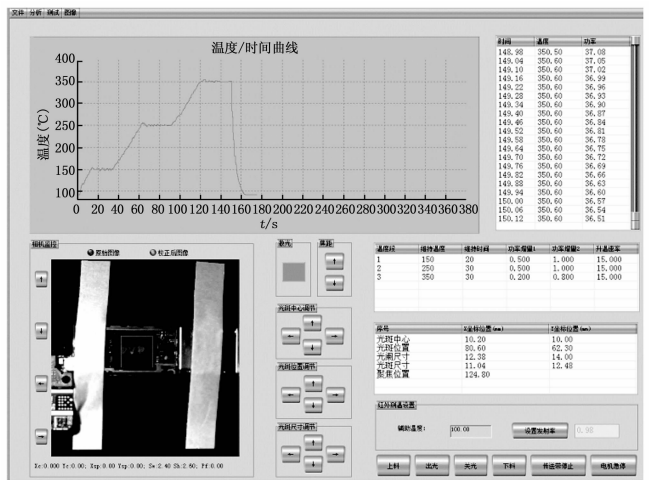 文件 分析 测试 图像
温度/时间曲线
400
350
300
250
200
150
100
温度(℃)
0 20 40 60 80 100 120 140 160 180 200 220 240 260 280 300 320 340 360 380
t/s
时间 温度 功率
148.98 350.50 37.08
149.04 350.60 37.05
149.10 350.60 37.02
149.16 350.60 36.99
149.22 350.60 36.96
149.28 350.60 36.93
149.34 350.60 36.90
149.40 350.60 36.87
149.46 350.60 36.84
149.52 350.60 36.81
149.58 350.60 36.78
149.64 350.60 36.75
149.70 350.60 36.72
149.76 350.60 36.69
149.82 350.60 36.66
149.88 350.60 36.63
149.94 350.60 36.60
150.00 350.60 36.57
150.06 350.60 36.54
150.12 350.60 36.51
相机监控
原始图像 校正后图像
Xc:0.000 Yc:0.00; Xsp:0.00 Ysp:0.00; Sw:2.40 Sh:2.60; Pf:0.00
激光 焦距
光斑中心调节
光斑位置调节
光斑尺寸调节
温度段 维持温度 维持时间 功率增量1 功率增量2 升温速率
1 150 20 0.500 1.000 15.000
2 250 30 0.500 1.000 15.000
3 350 30 0.200 0.800 15.000
序号 X坐标位置(mm) Y坐标位置(mm)
光斑中心 10.20 10.00
光斑位置 80.60 62.30
光阑尺寸 12.38 14.00
光斑尺寸 11.04 12.48
聚焦位置 124.80
红外测温设置
辅助温度: 100.00 设置发射率 0.98
上料 出光 关光 下料 传送带停止 电机急停